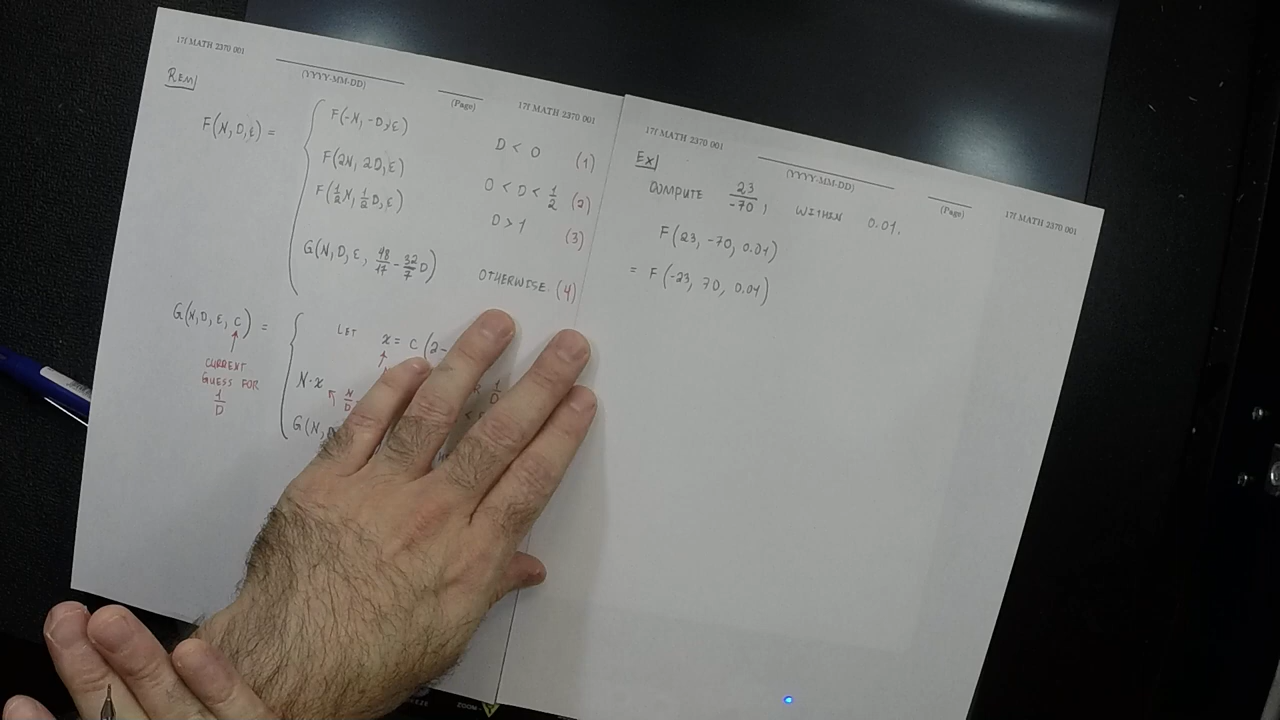 17f MATH 2370 001
(YYYY-MM-DD)
(Page)
17f MATH 2370 001
REM
F(N, D, ε) =
F(-N, -D, ε) D < 0 (1)
F(2N, 2D, ε) 0 < D < 1/2 (2)
F(1/2 N, 1/2 D, ε) D > 1 (3)
G(N, D, ε, 48/17 - 32/7 D) OTHERWISE (4)
G(N, D, ε, C) =
LET x = C (2-
CURRENT
GUESS FOR
1/D
N·x N/D
1/D
G(N,
17f MATH 2370 001
(YYYY-MM-DD)
(Page)
17f MATH 2370 001
EX
COMPUTE 23/-70, WITHIN 0.01.
F(23, -70, 0.01)
= F(-23, 70, 0.01)